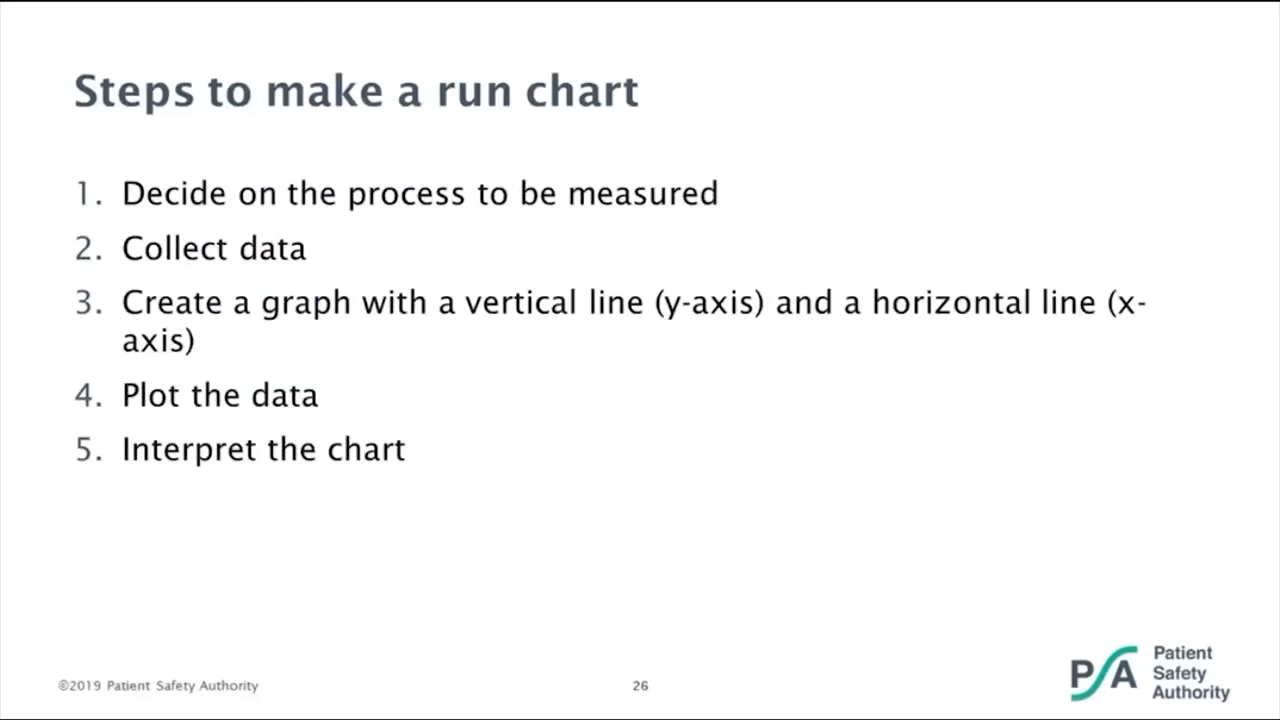 Steps to make a run chart
1. Decide on the process to be measured
2. Collect data
3. Create a graph with a vertical line (y-axis) and a horizontal line (x-
axis)
4. Plot the data
5. Interpret the chart
©2019 Patient Safety Authority
26
PSA
Patient
Safety
Authority